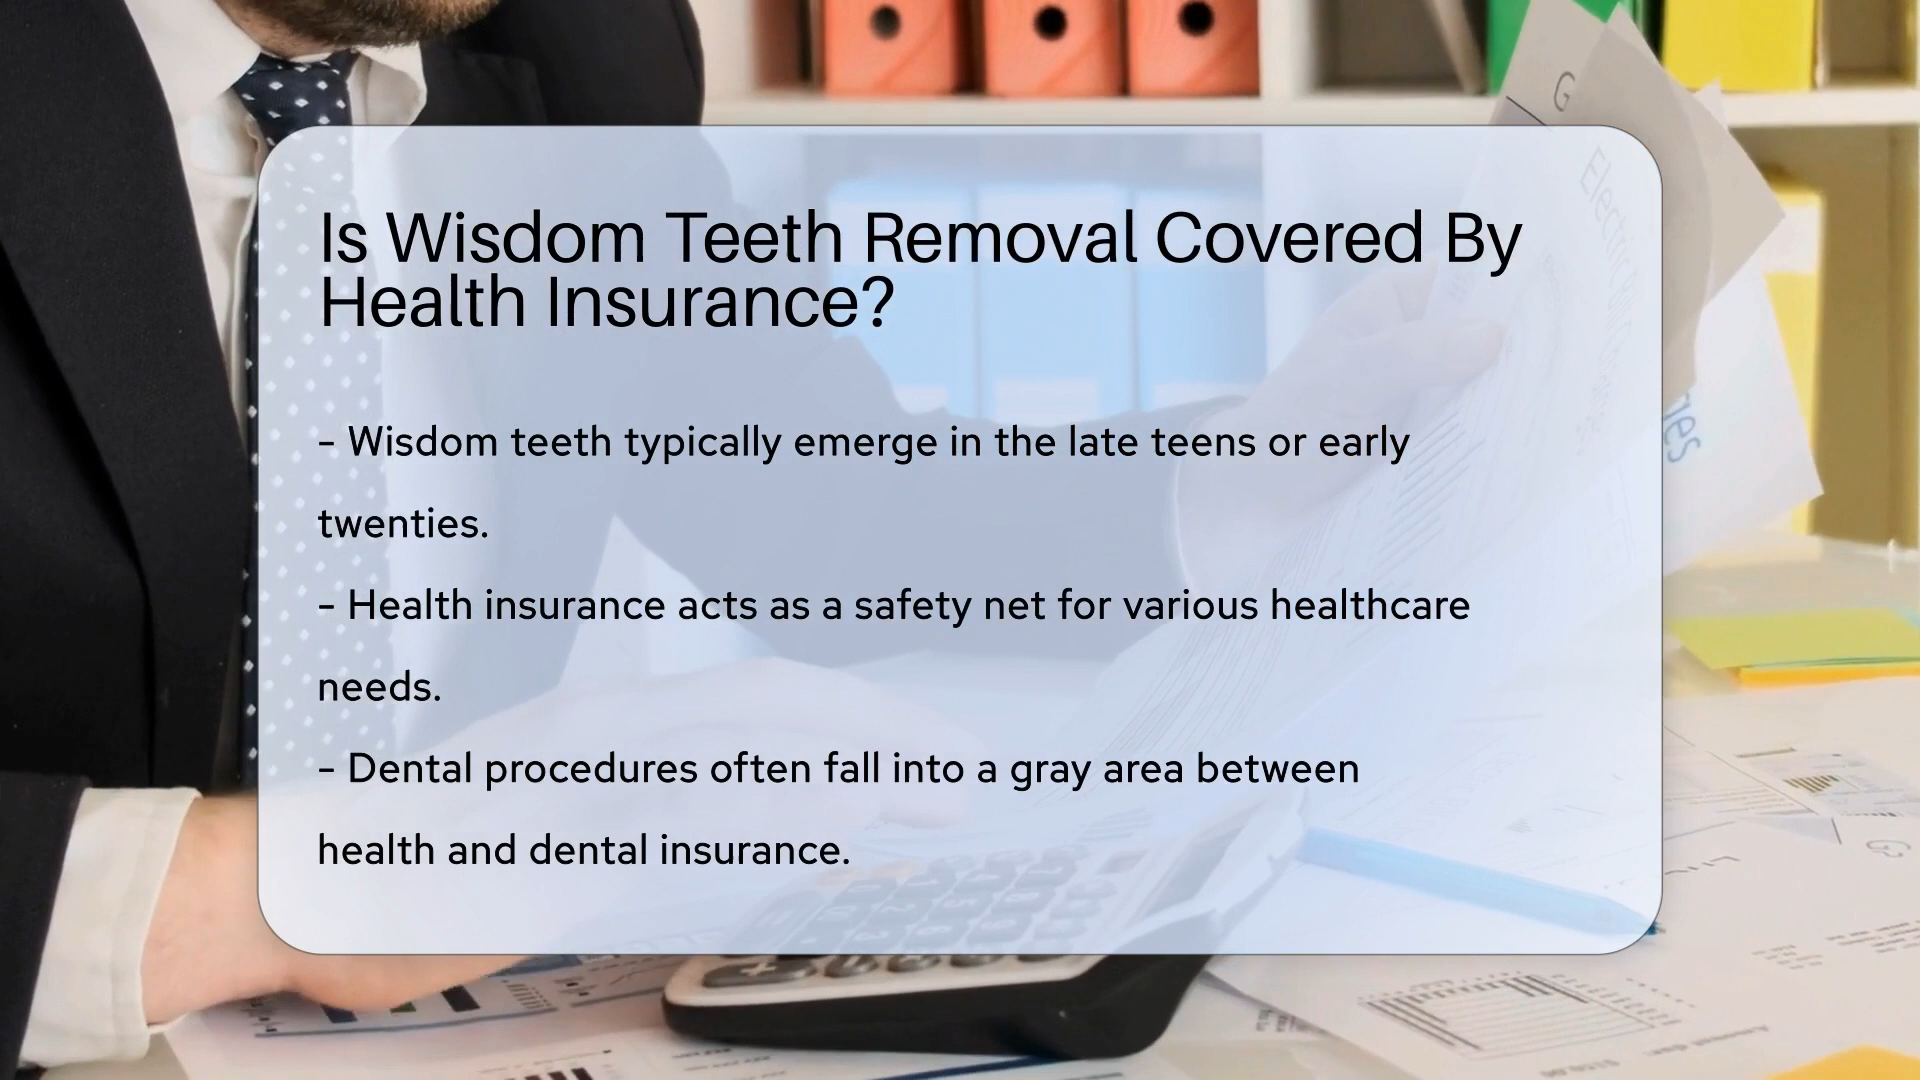 Is Wisdom Teeth Removal Covered By
Health Insurance?
– Wisdom teeth typically emerge in the late teens or early
twenties.
– Health insurance acts as a safety net for various healthcare
needs.
– Dental procedures often fall into a gray area between
health and dental insurance.